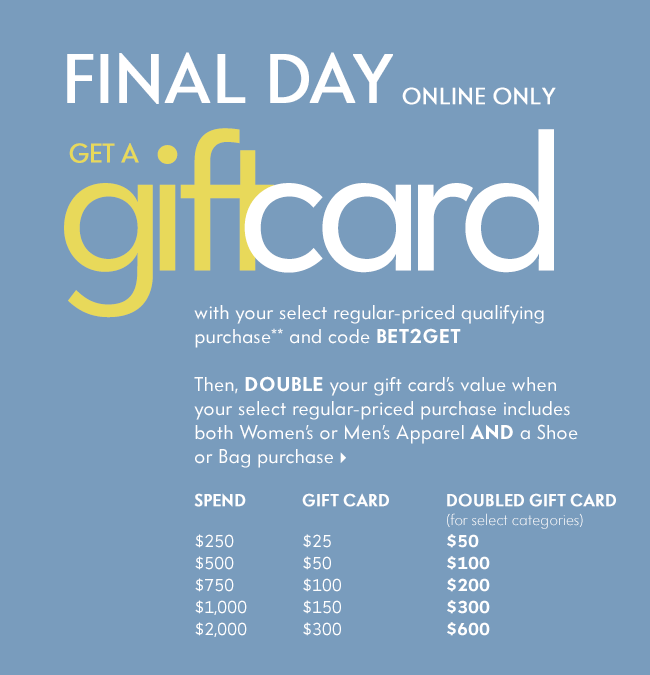 FINAL DAY ONLINE ONLY
GET A
giftcard
with your select regular-priced qualifying
purchase** and code BET2GET
Then, DOUBLE your gift card's value when
your select regular-priced purchase includes
both Women's or Men's Apparel AND a Shoe
or Bag purchase
SPEND GIFT CARD DOUBLED GIFT CARD
(for select categories)
$250 $25 $50
$500 $50 $100
$750 $100 $200
$1,000 $150 $300
$2,000 $300 $600